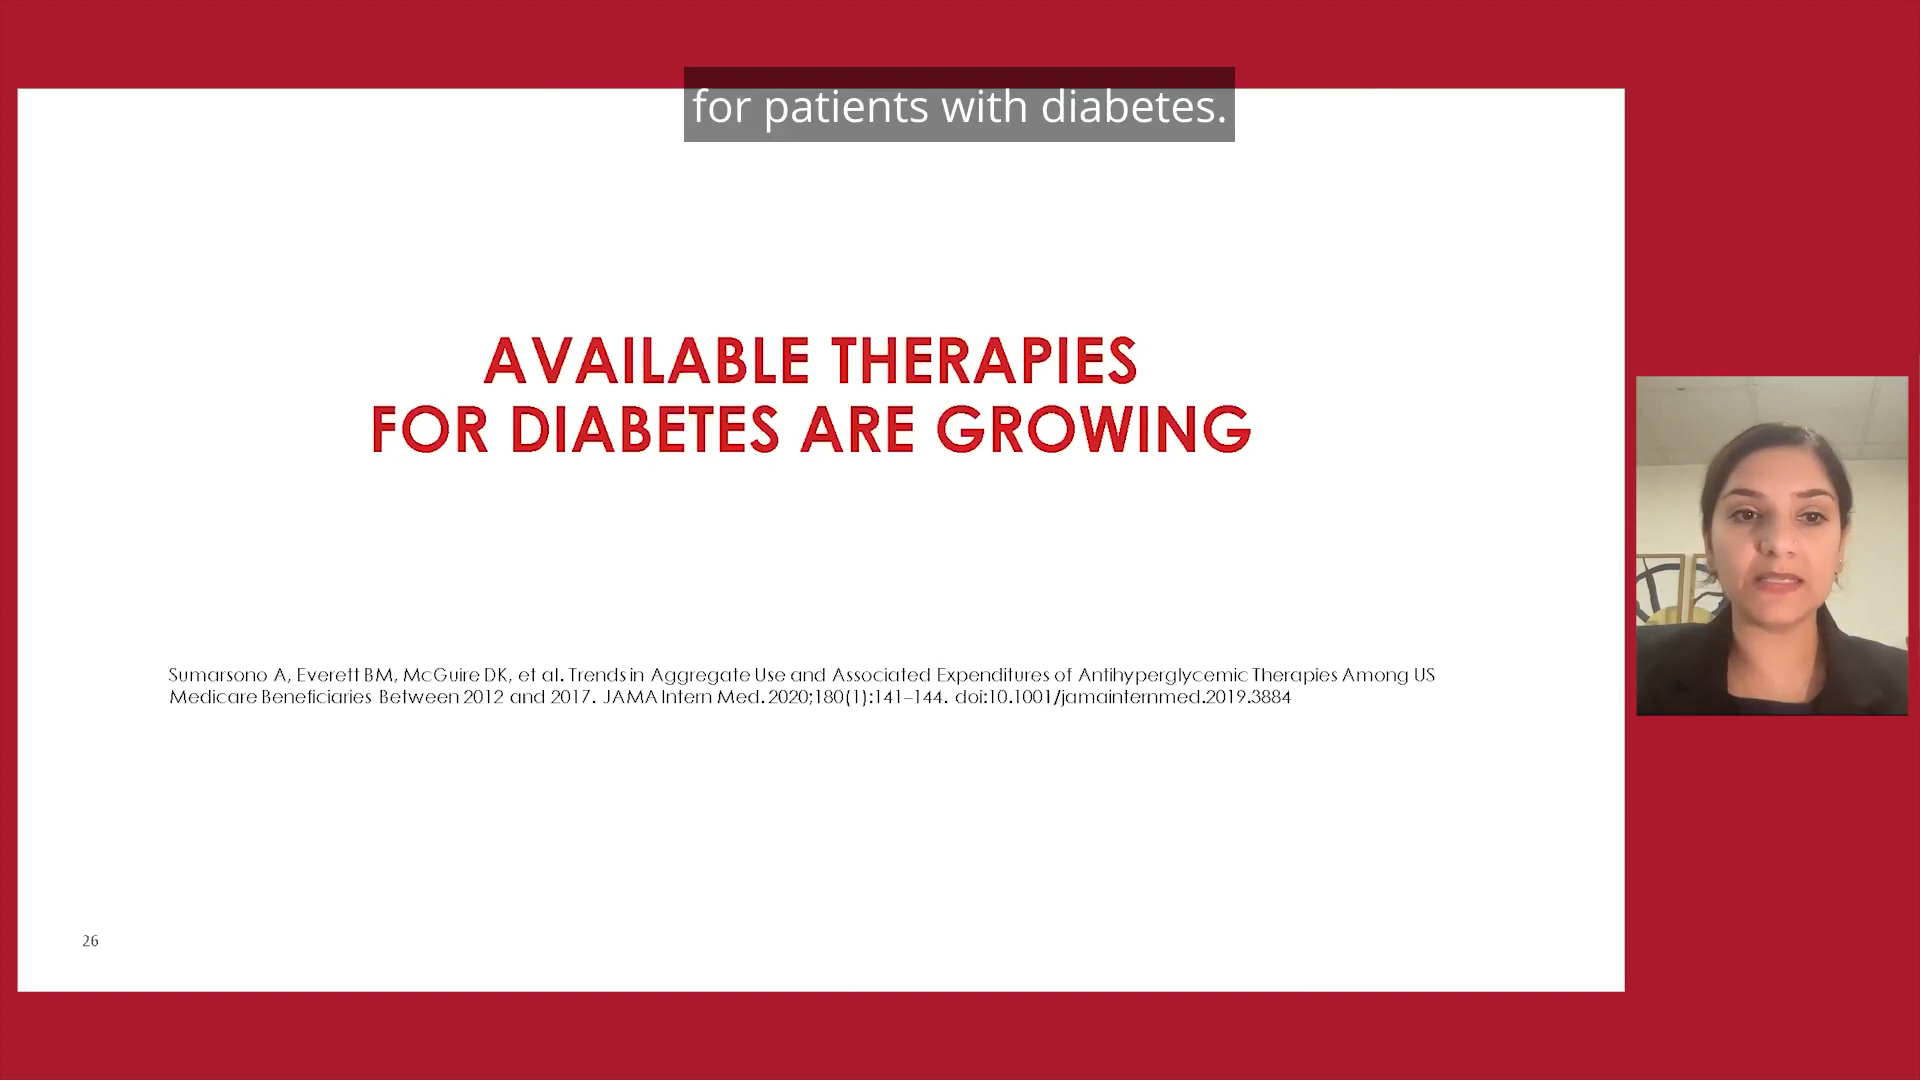 for patients with diabetes.
AVAILABLE THERAPIES
FOR DIABETES ARE GROWING
Sumarsono A, Everett BM, McGuire DK, et al. Trends in Aggregate Use and Associated Expenditures of Antihyperglycemic Therapies Among US
Medicare Beneficiaries Between 2012 and 2017. JAMA Intern Med. 2020;180(1):141–144. doi:10.1001/jamainternmed.2019.3884
26